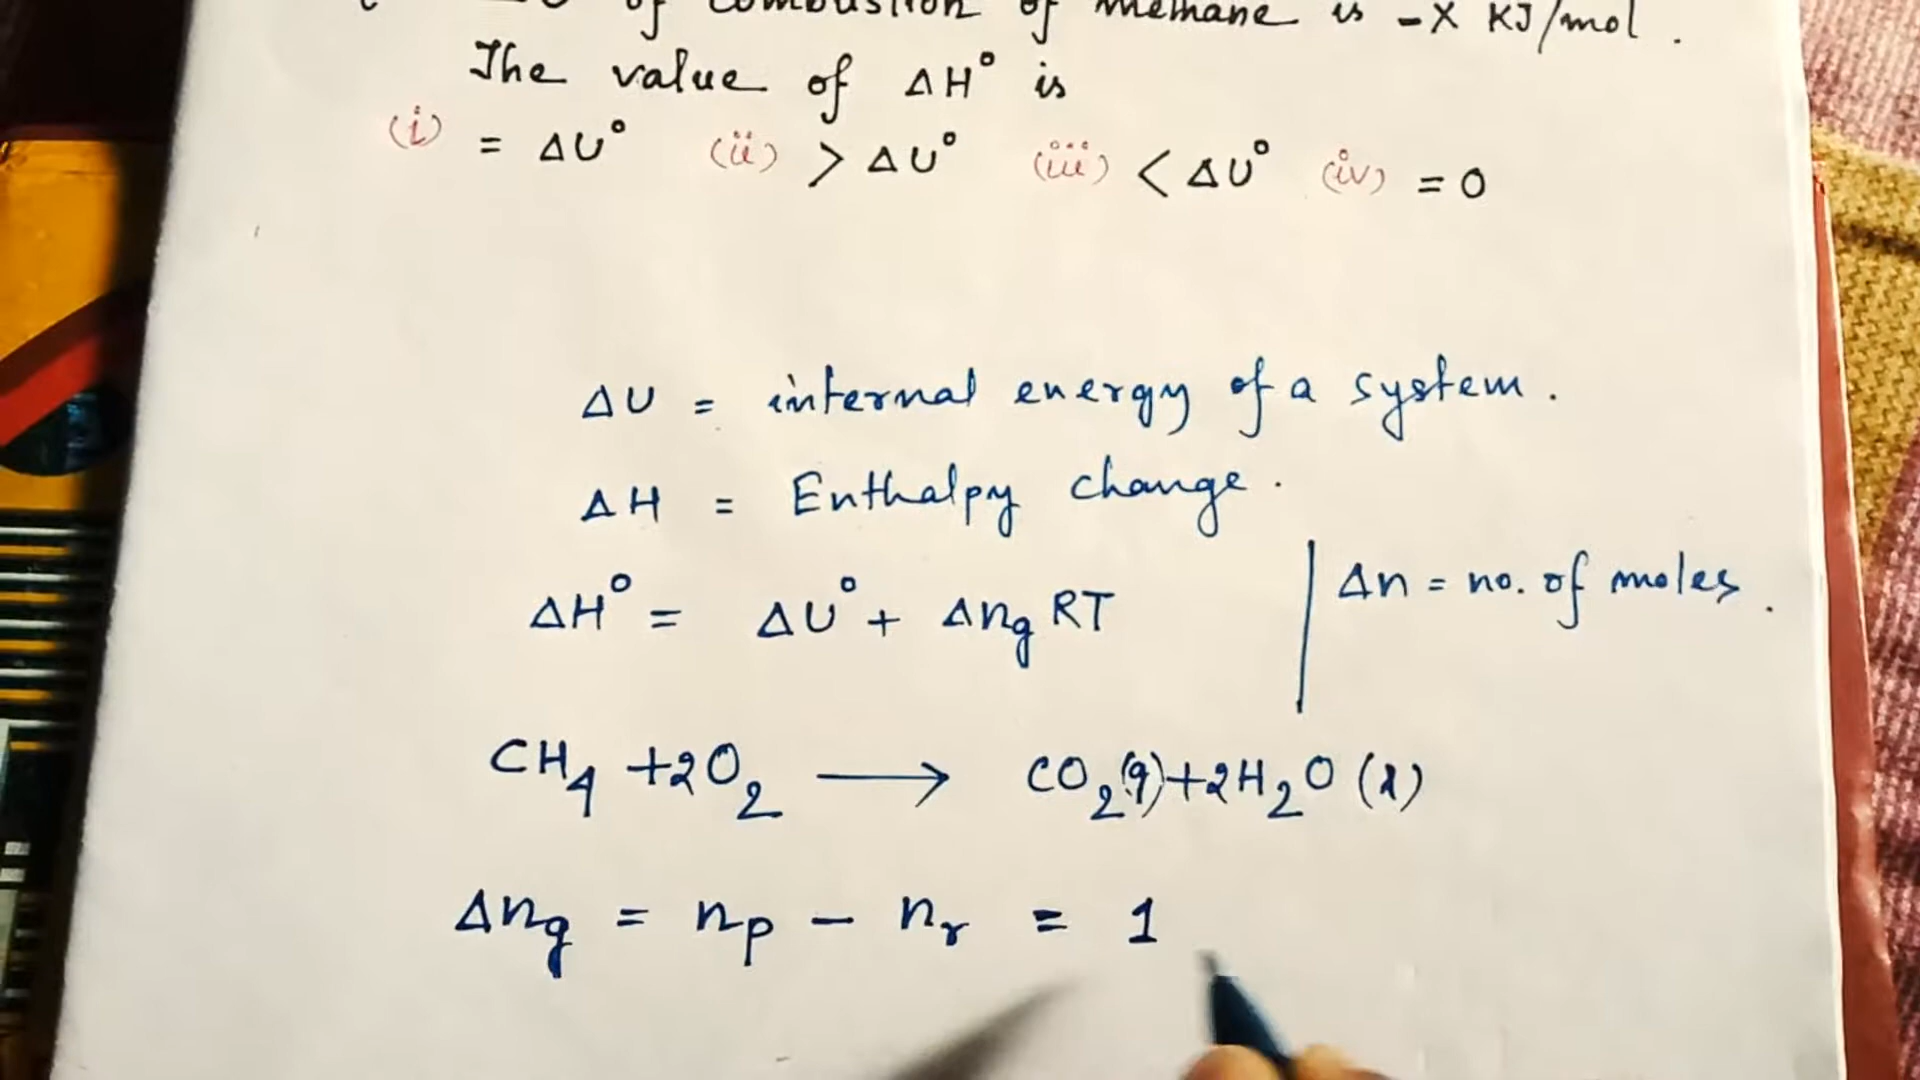 of combustion of methane is -X KJ/mol.
The value of ΔH° is
(i) = ΔU° (ii) > ΔU° (iii) < ΔU° (iv) = 0
ΔU = internal energy of a system.
ΔH = Enthalpy change.
ΔH° = ΔU° + Δng RT
Δn = no. of moles.
CH4 + 2O2 → CO2(g) + 2H2O (l)
Δng = np - nr = 1